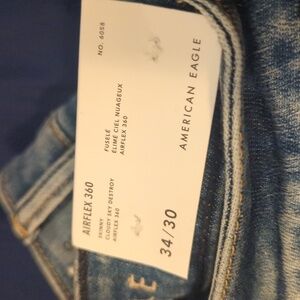 AIRFLEX 360
SKINNY
CLOUDY SKY DESTROY
AIRFLEX 360
FUSELÉ
ÉLIMÉ CIEL NUAGEUX
AIRFLEX 360
NO. 6058
34/30
AMERICAN EAGLE